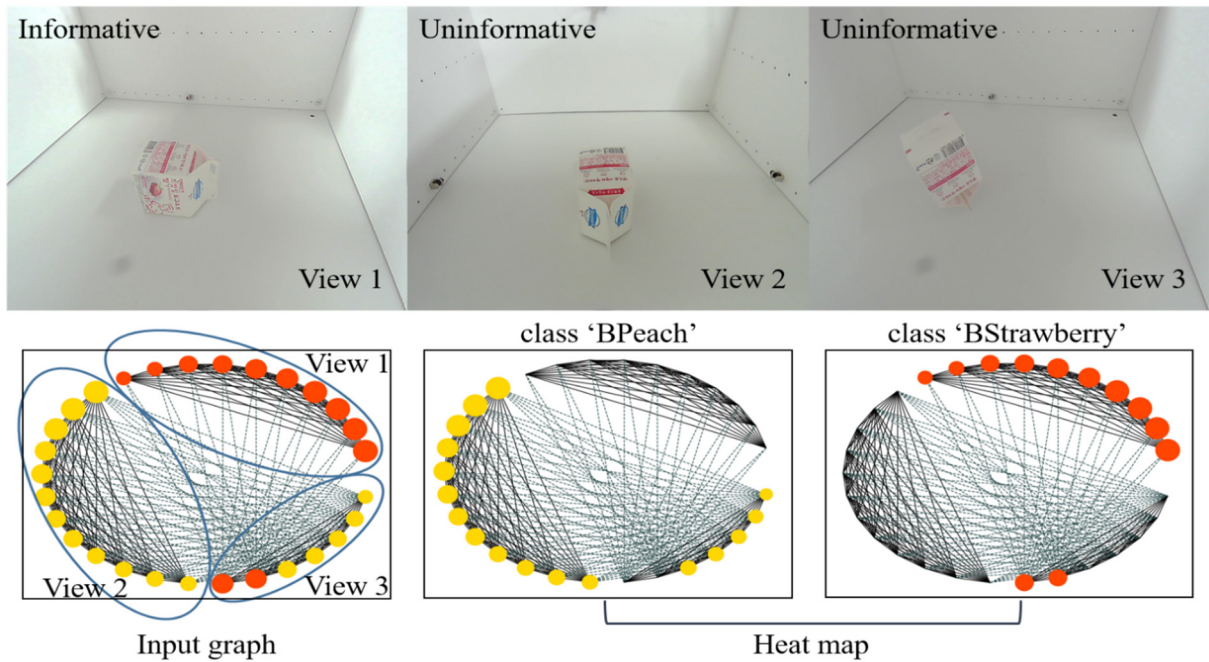 Informative
Uninformative
Uninformative
View 1
View 2
View 3
class ‘BPeach’
class ‘BStrawberry’
View 1
View 2
View 3
Input graph
Heat map